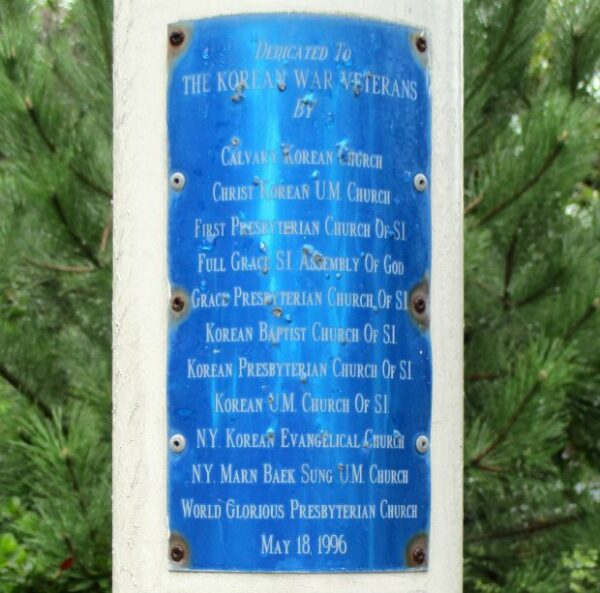 Dedicated To
The Korean War Veterans
By
Calvary Korean Church
Christ Korean U.M. Church
First Presbyterian Church Of S.I.
Full Grace S.I. Assembly Of God
Grace Presbyterian Church Of S.I.
Korean Baptist Church Of S.I.
Korean Presbyterian Church Of S.I.
Korean U.M. Church Of S.I.
N.Y. Korean Evangelical Church
N.Y. Marn Baek Sung U.M. Church
World Glorious Presbyterian Church
May 18, 1996